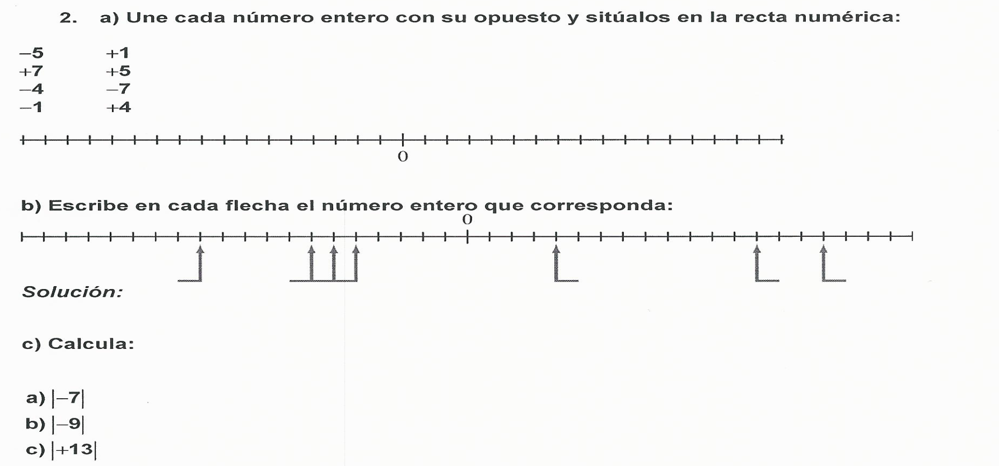 2. a) Une cada número entero con su opuesto y sitúalos en la recta numérica:
−5 +1
+7 +5
−4 −7
−1 +4
0
b) Escribe en cada flecha el número entero que corresponda:
0
Solución:
c) Calcula:
a) |−7|
b) |−9|
c) |+13|